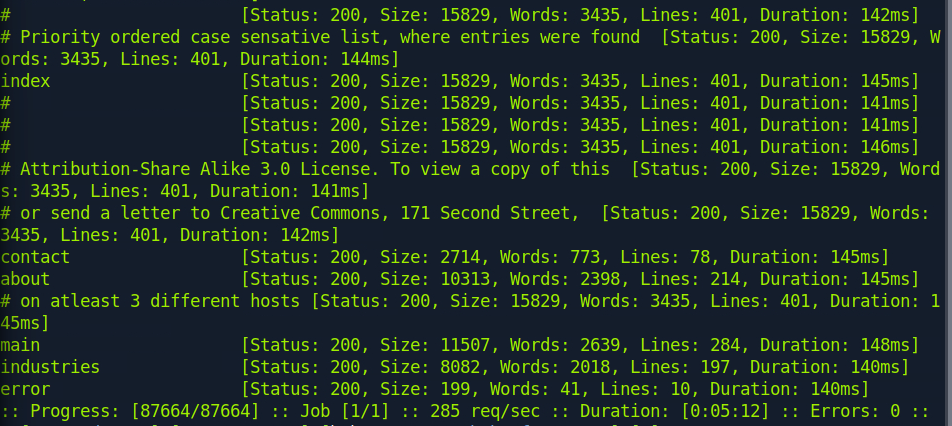 # [Status: 200, Size: 15829, Words: 3435, Lines: 401, Duration: 142ms]
# Priority ordered case sensative list, where entries were found  [Status: 200, Size: 15829, W
ords: 3435, Lines: 401, Duration: 144ms]
index [Status: 200, Size: 15829, Words: 3435, Lines: 401, Duration: 145ms]
# [Status: 200, Size: 15829, Words: 3435, Lines: 401, Duration: 141ms]
# [Status: 200, Size: 15829, Words: 3435, Lines: 401, Duration: 141ms]
# [Status: 200, Size: 15829, Words: 3435, Lines: 401, Duration: 146ms]
# Attribution-Share Alike 3.0 License. To view a copy of this  [Status: 200, Size: 15829, Word
s: 3435, Lines: 401, Duration: 141ms]
# or send a letter to Creative Commons, 171 Second Street,  [Status: 200, Size: 15829, Words:
3435, Lines: 401, Duration: 142ms]
contact [Status: 200, Size: 2714, Words: 773, Lines: 78, Duration: 145ms]
about [Status: 200, Size: 10313, Words: 2398, Lines: 214, Duration: 145ms]
# on atleast 3 different hosts [Status: 200, Size: 15829, Words: 3435, Lines: 401, Duration: 1
45ms]
main [Status: 200, Size: 11507, Words: 2639, Lines: 284, Duration: 148ms]
industries [Status: 200, Size: 8082, Words: 2018, Lines: 197, Duration: 140ms]
error [Status: 200, Size: 199, Words: 41, Lines: 10, Duration: 140ms]
:: Progress: [87664/87664] :: Job [1/1] :: 285 req/sec :: Duration: [0:05:12] :: Errors: 0 ::